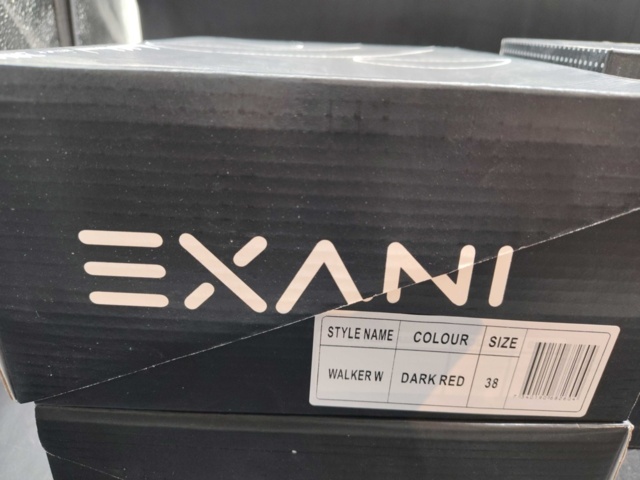 EXANI
STYLE NAME COLOUR SIZE
WALKER W DARK RED 38